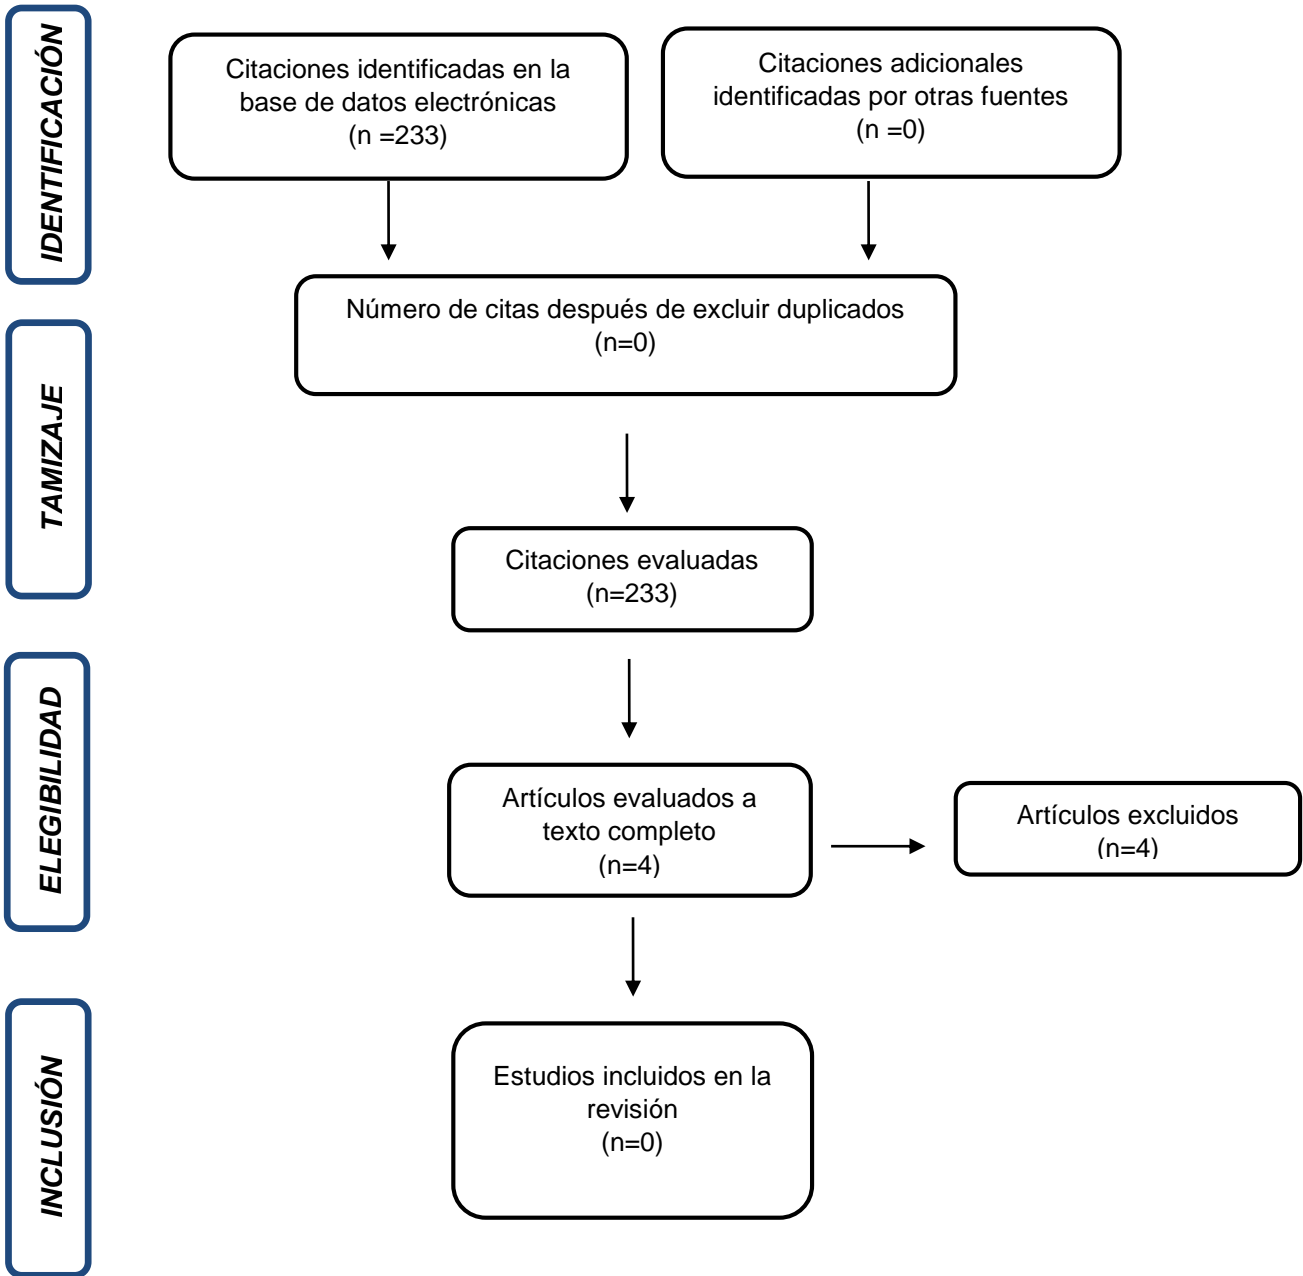 IDENTIFICACIÓN
Citaciones identificadas en la
base de datos electrónicas
(n =233)
Citaciones adicionales
identificadas por otras fuentes
(n =0)
Número de citas después de excluir duplicados
(n=0)
TAMIZAJE
Citaciones evaluadas
(n=233)
ELEGIBILIDAD
Artículos evaluados a
texto completo
(n=4)
Artículos excluidos
(n=4)
INCLUSIÓN
Estudios incluidos en la
revisión
(n=0)